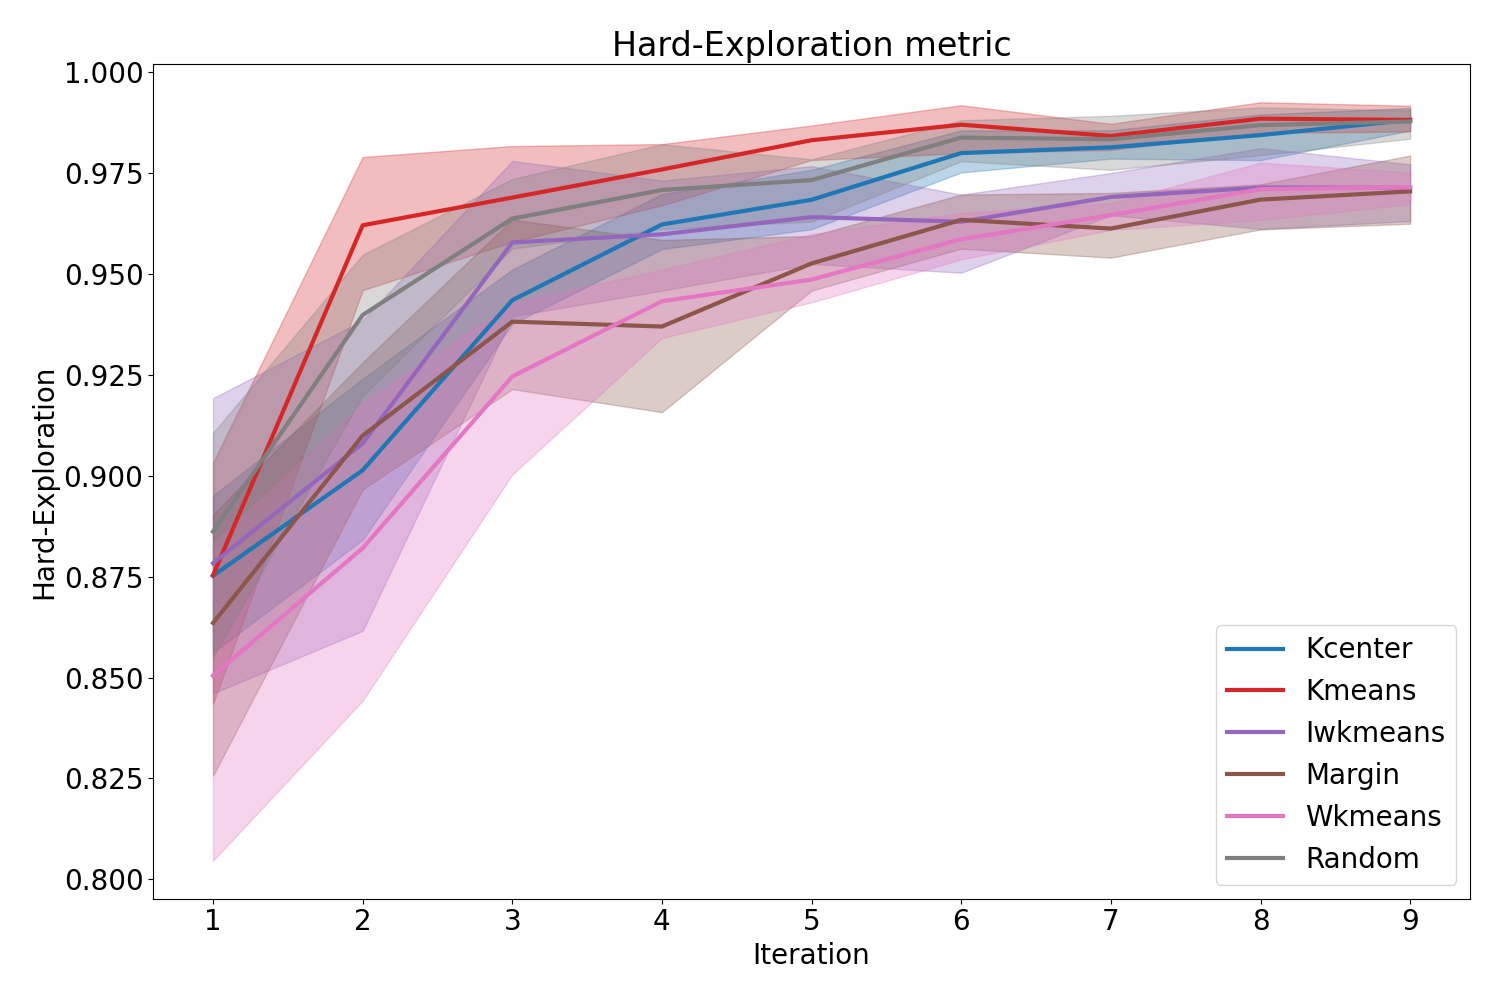 Hard-Exploration metric
1.000
0.975
0.950
0.925
0.900
0.875
0.850
0.825
0.800
Hard-Exploration
1 2 3 4 5 6 7 8 9
Iteration
Kcenter
Kmeans
Iwkmeans
Margin
Wkmeans
Random